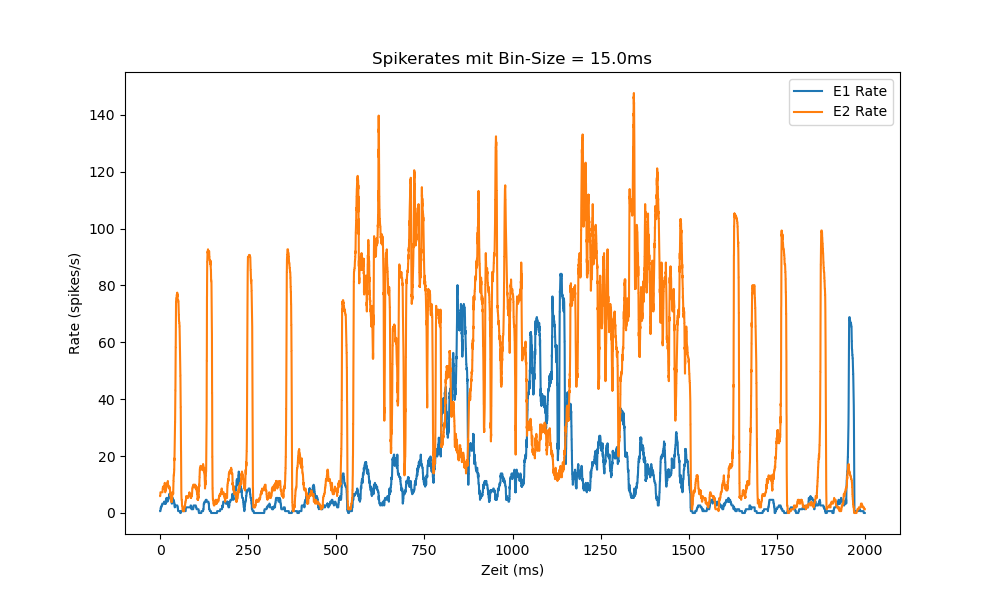 Spikerates mit Bin-Size = 15.0ms
E1 Rate
E2 Rate
Rate (spikes/s)
140
120
100
80
60
40
20
0
0 250 500 750 1000 1250 1500 1750 2000
Zeit (ms)